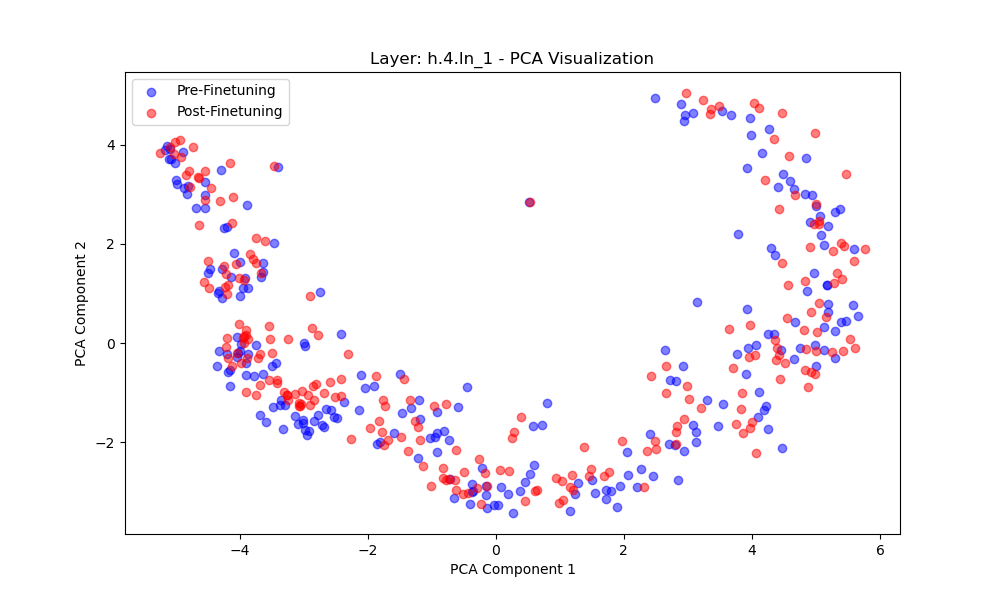 Layer: h.4.ln_1 - PCA Visualization
Pre-Finetuning
Post-Finetuning
4
2
0
−2
PCA Component 2
−4
−2
0
2
4
6
PCA Component 1